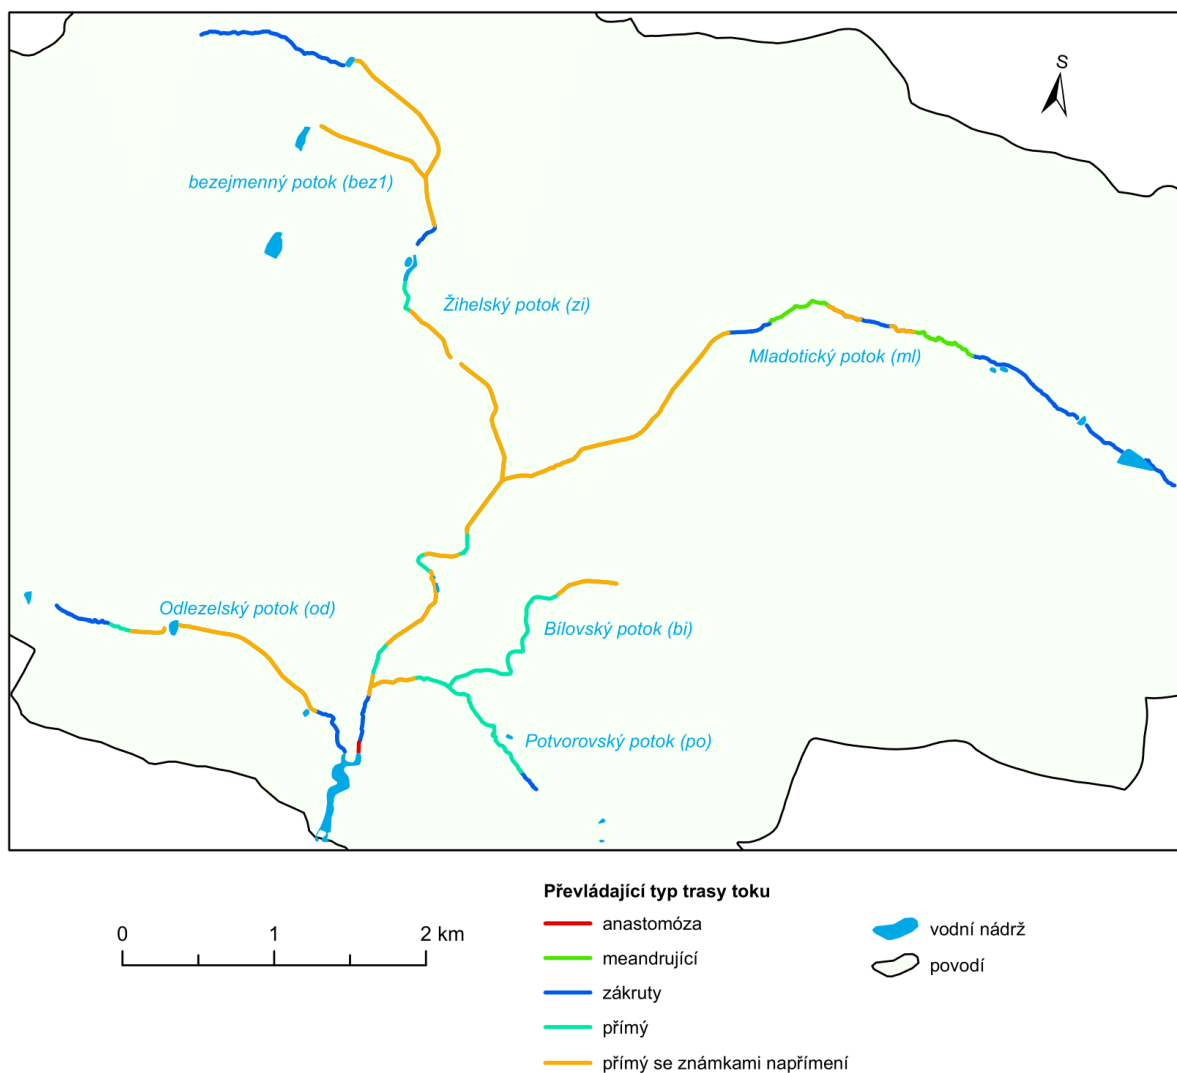 S
bezejmenný potok (bez1)
Žihelský potok (zi)
Mladotický potok (ml)
Odlezelský potok (od)
Bílovský potok (bi)
Potvorovský potok (po)
Převládající typ trasy toku
0 1 2 km
anastomóza
meandrující
zákruty
přímý
přímý se známkami napřímení
vodní nádrž
povodí